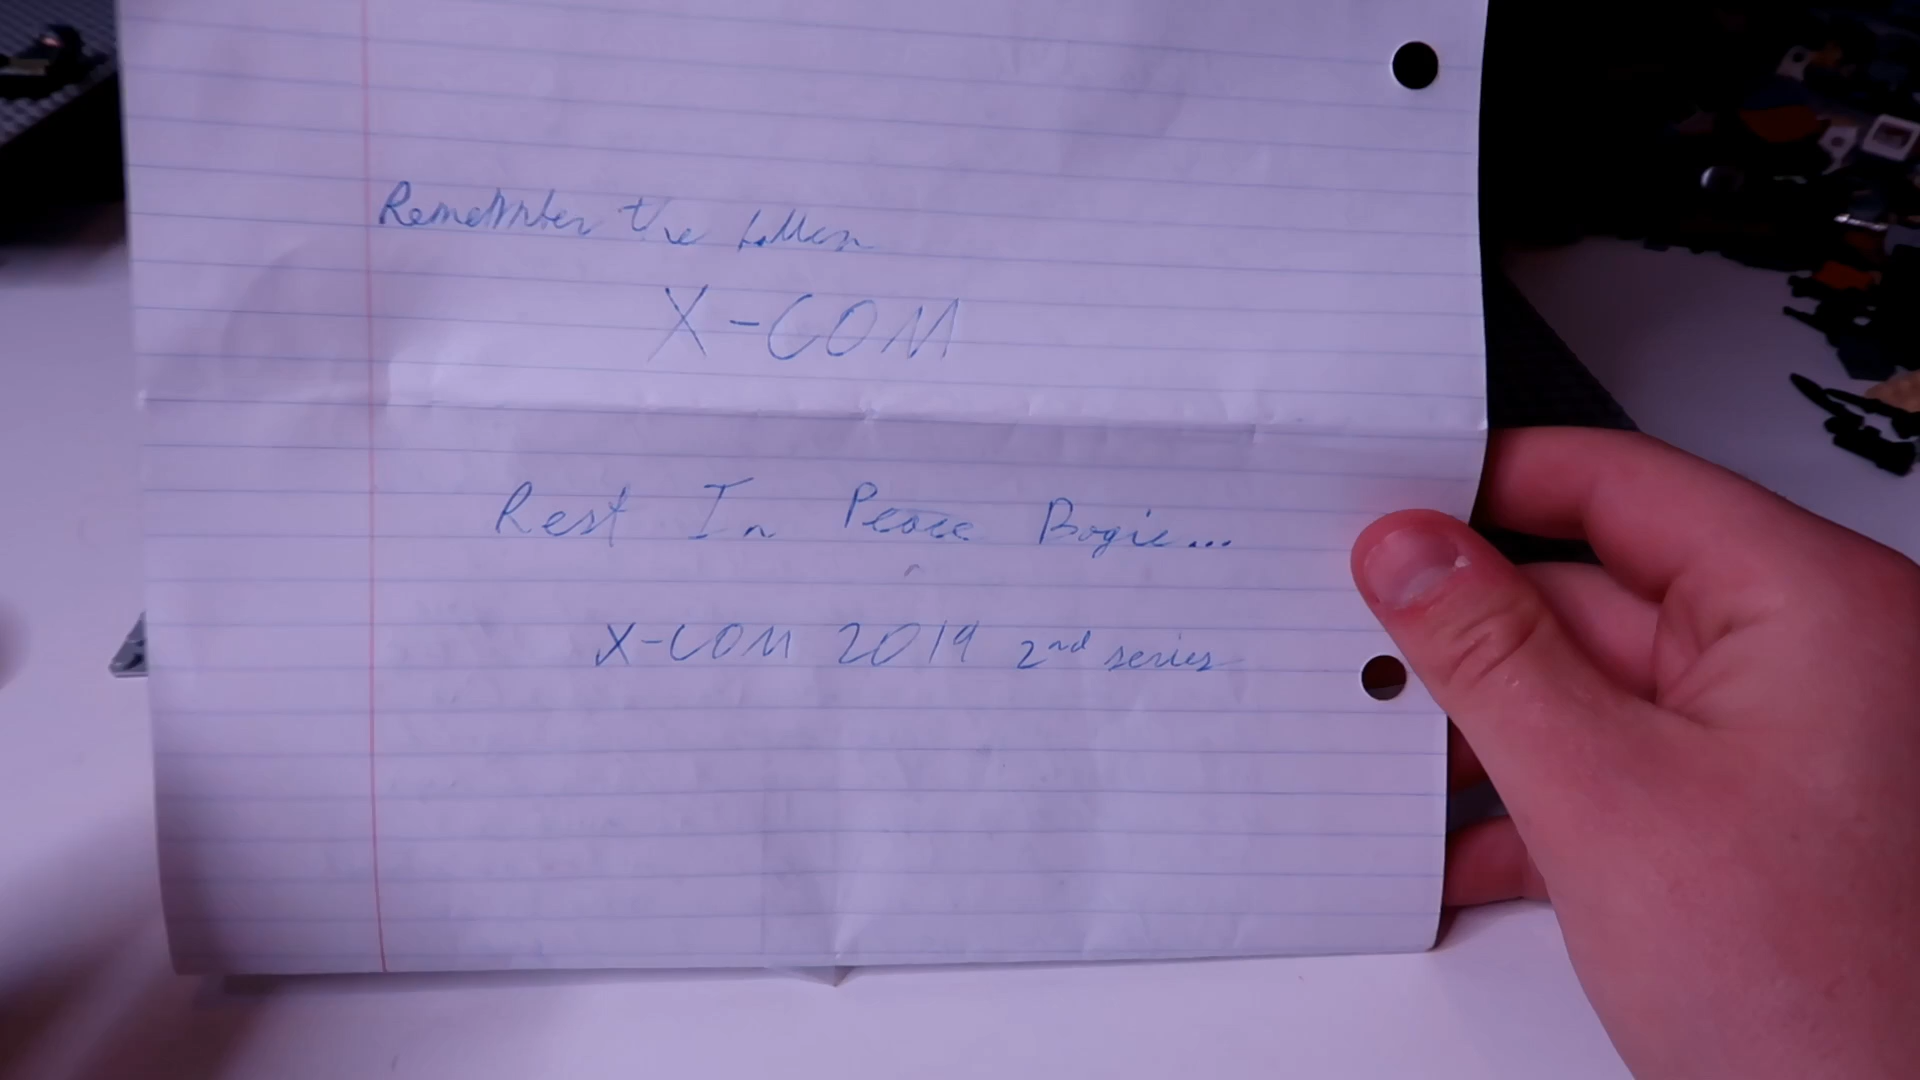 Remember the fallen
X-COM
Rest In Peace Bogie...
X-COM 2019 2nd series